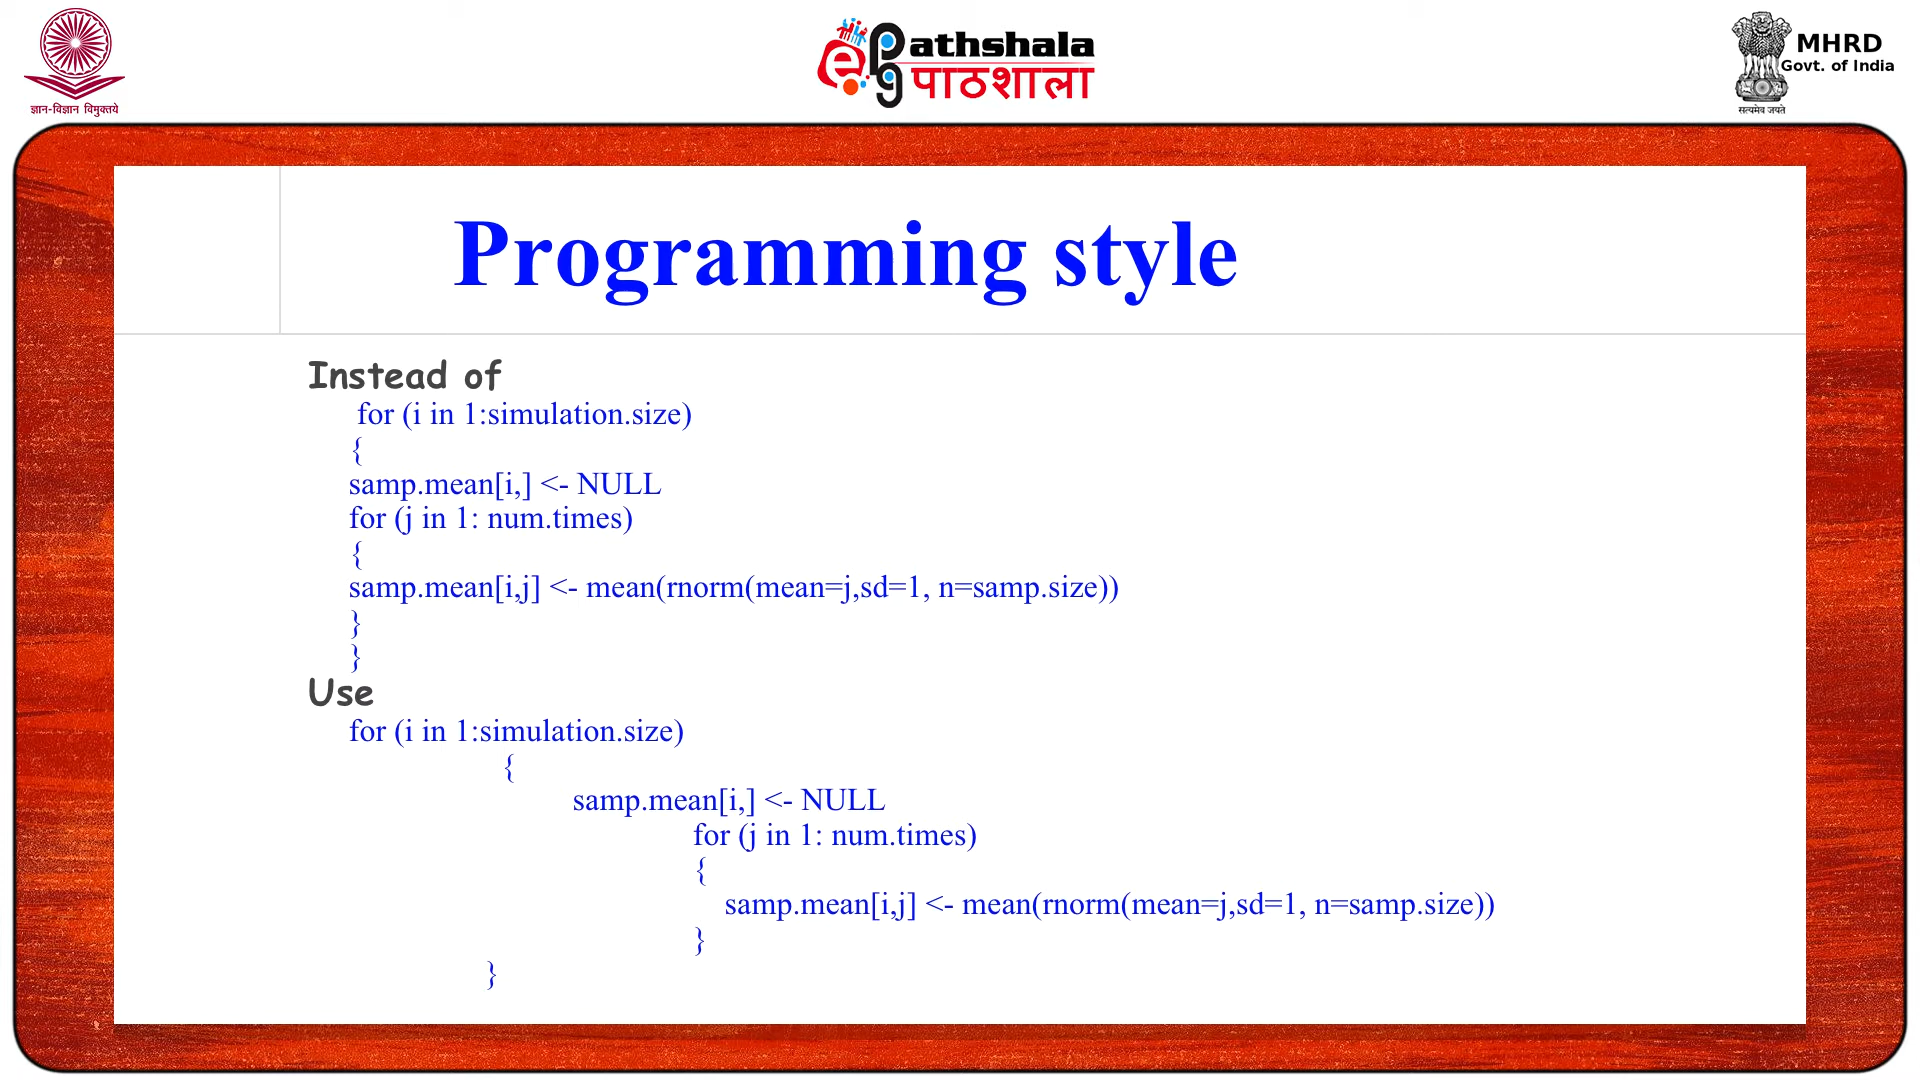 ज्ञान-विज्ञान विमुक्तये
e pg Pathshala
पाठशाला
MHRD
Govt. of India
सत्यमेव जयते
Programming style
Instead of
for (i in 1:simulation.size)
{
samp.mean[i,] <- NULL
for (j in 1: num.times)
{
samp.mean[i,j] <- mean(rnorm(mean=j,sd=1, n=samp.size))
}
}
Use
for (i in 1:simulation.size)
{
samp.mean[i,] <- NULL
for (j in 1: num.times)
{
samp.mean[i,j] <- mean(rnorm(mean=j,sd=1, n=samp.size))
}
}